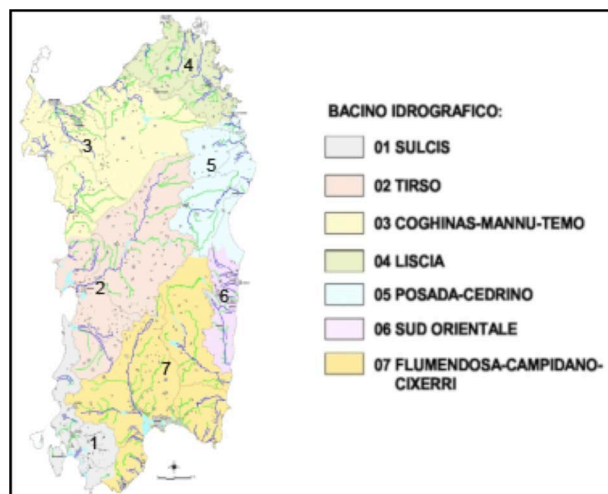 4
3
5
2
6
7
1
BACINO IDROGRAFICO:
01 SULCIS
02 TIRSO
03 COGHINAS-MANNU-TEMO
04 LISCIA
05 POSADA-CEDRINO
06 SUD ORIENTALE
07 FLUMENDOSA-CAMPIDANO-
CIXERRI